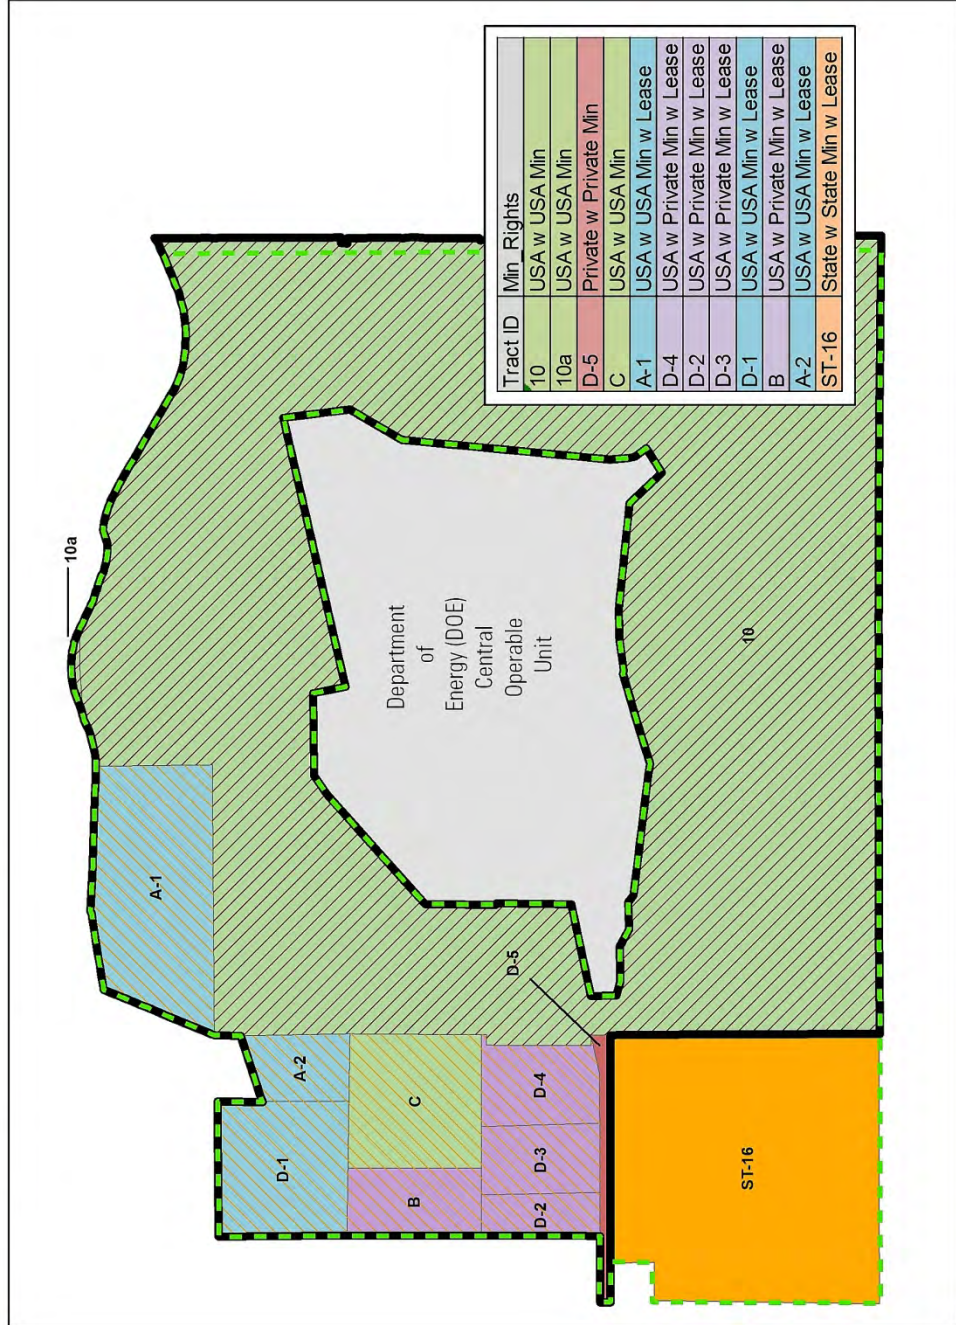 10a
A-1
A-2
D-1
C
B
D-4
D-3
D-2
D-5
ST-16
10
Department
of
Energy (DOE)
Central
Operable
Unit
Tract ID Min_Rights
10 USA w USA Min
10a USA w USA Min
D-5 Private w Private Min
C USA w USA Min
A-1 USA w USA Min w Lease
D-4 USA w Private Min w Lease
D-2 USA w Private Min w Lease
D-3 USA w Private Min w Lease
D-1 USA w USA Min w Lease
B USA w Private Min w Lease
A-2 USA w USA Min w Lease
ST-16 State w State Min w Lease